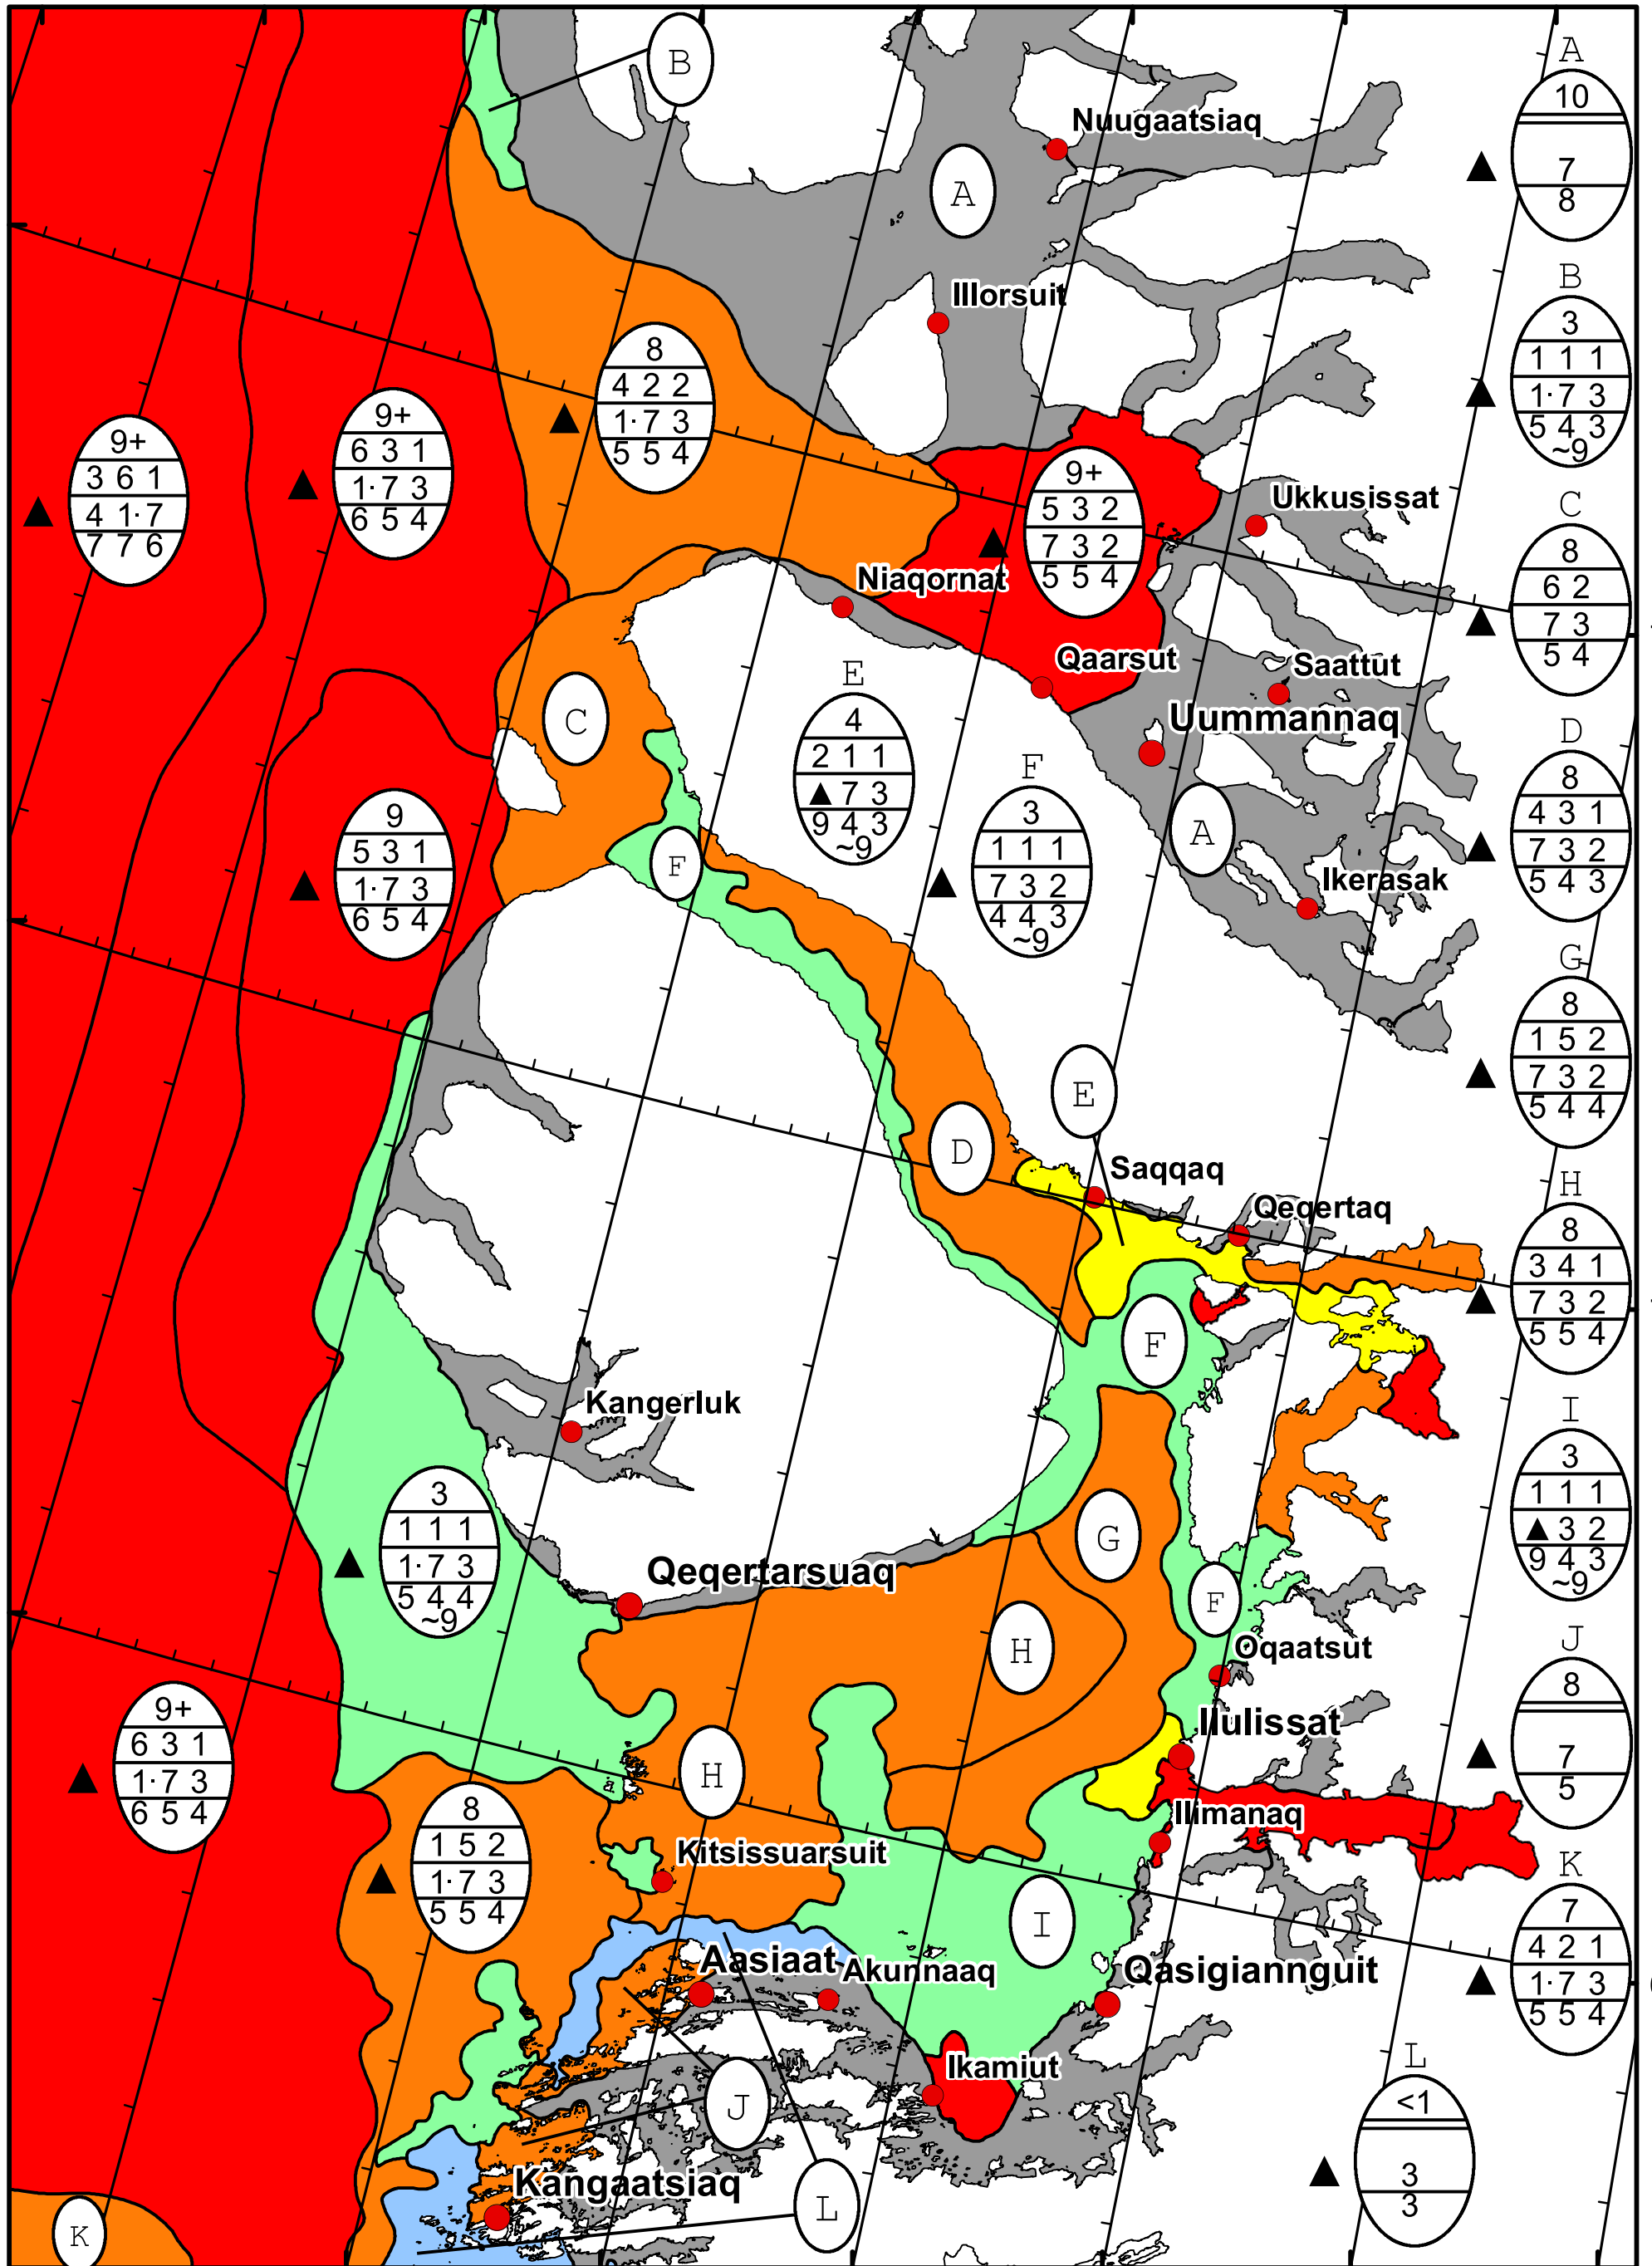 B
A
10
7
8
Nuugaatsiaq
A
Illorsuit
B
3
1 1 1
1· 7 3
5 4 3
~9
8
4 2 2
1· 7 3
5 5 4
9+
6 3 1
1· 7 3
6 5 4
9+
3 6 1
4 1· 7
7 7 6
9+
5 3 2
7 3 2
5 5 4
Ukkusissat
C
8
6 2
7 3
5 4
Niaqornat
Qaarsut
Saattut
Uummannaq
C
E
4
2 1 1
▲ 7 3
9 4 3
~9
D
8
4 3 1
7 3 2
5 4 3
F
3
1 1 1
7 3 2
4 4 3
~9
A
9
5 3 1
1· 7 3
6 5 4
F
Ikerasak
G
8
1 5 2
7 3 2
5 4 4
E
D
Saqqaq
Qeqertaq
H
8
3 4 1
7 3 2
5 5 4
F
Kangerluk
I
3
1 1 1
▲ 3 2
9 4 3
~9
3
1 1 1
1· 7 3
5 4 4
~9
G
Qeqertarsuaq
F
H
Oqaatsut
J
8
7
5
Ilulissat
9+
6 3 1
1· 7 3
6 5 4
H
a
Ilimanaq
8
1 5 2
1· 7 3
5 5 4
Kitsissuarsuit
K
7
4 2 1
1· 7 3
5 5 4
I
Aasiaat
Akunnaaq
Qasigiannguit
Ikamiut
J
L
<1
3
3
Kangaatsiaq
L
K